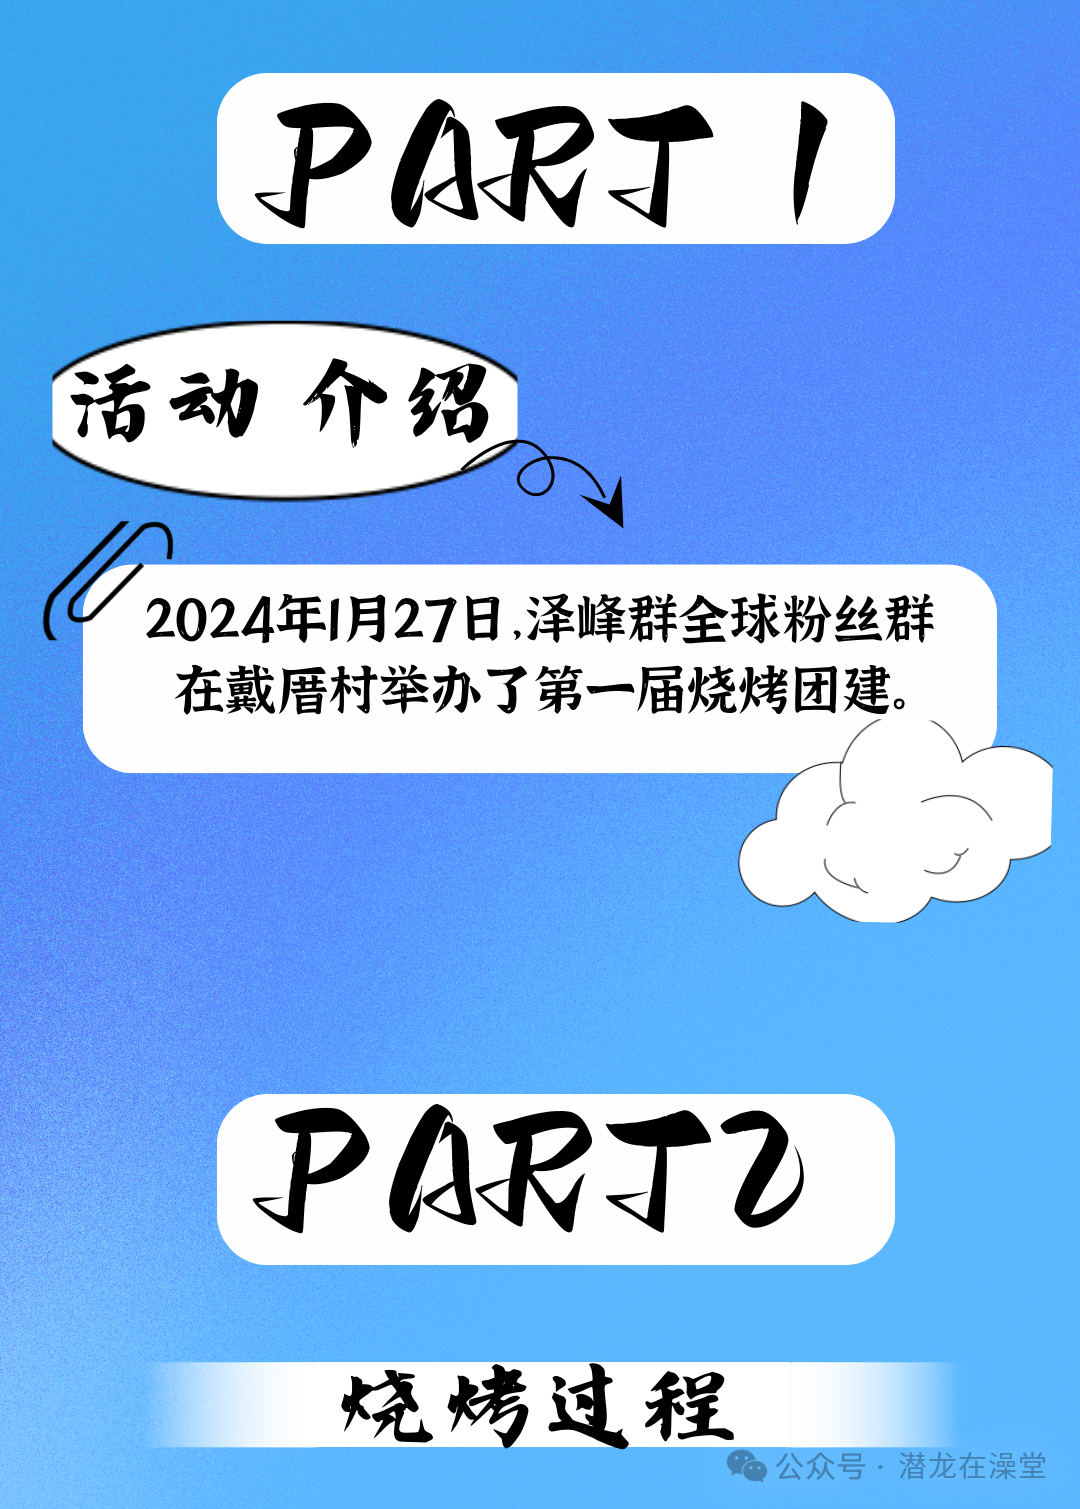 PART 1
活动 介绍
2024年1月27日,泽峰群全球粉丝群
在戴厝村举办了第一届烧烤团建。
PART2
烧烤过程
公众号·潜龙在澡堂